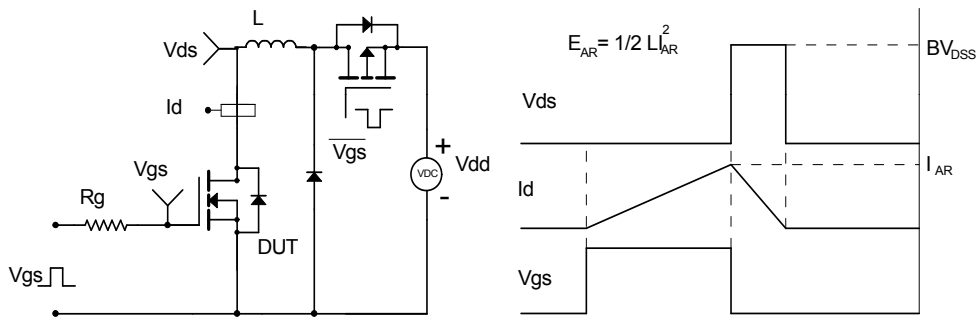 L
Vds
Id
Vgs
Vgs
+
VDC
Vdd
-
Vgs
Rg
DUT
Vgs
E_AR = 1/2 LI_AR^2
BV_DSS
Vds
I_AR
Id
Vgs